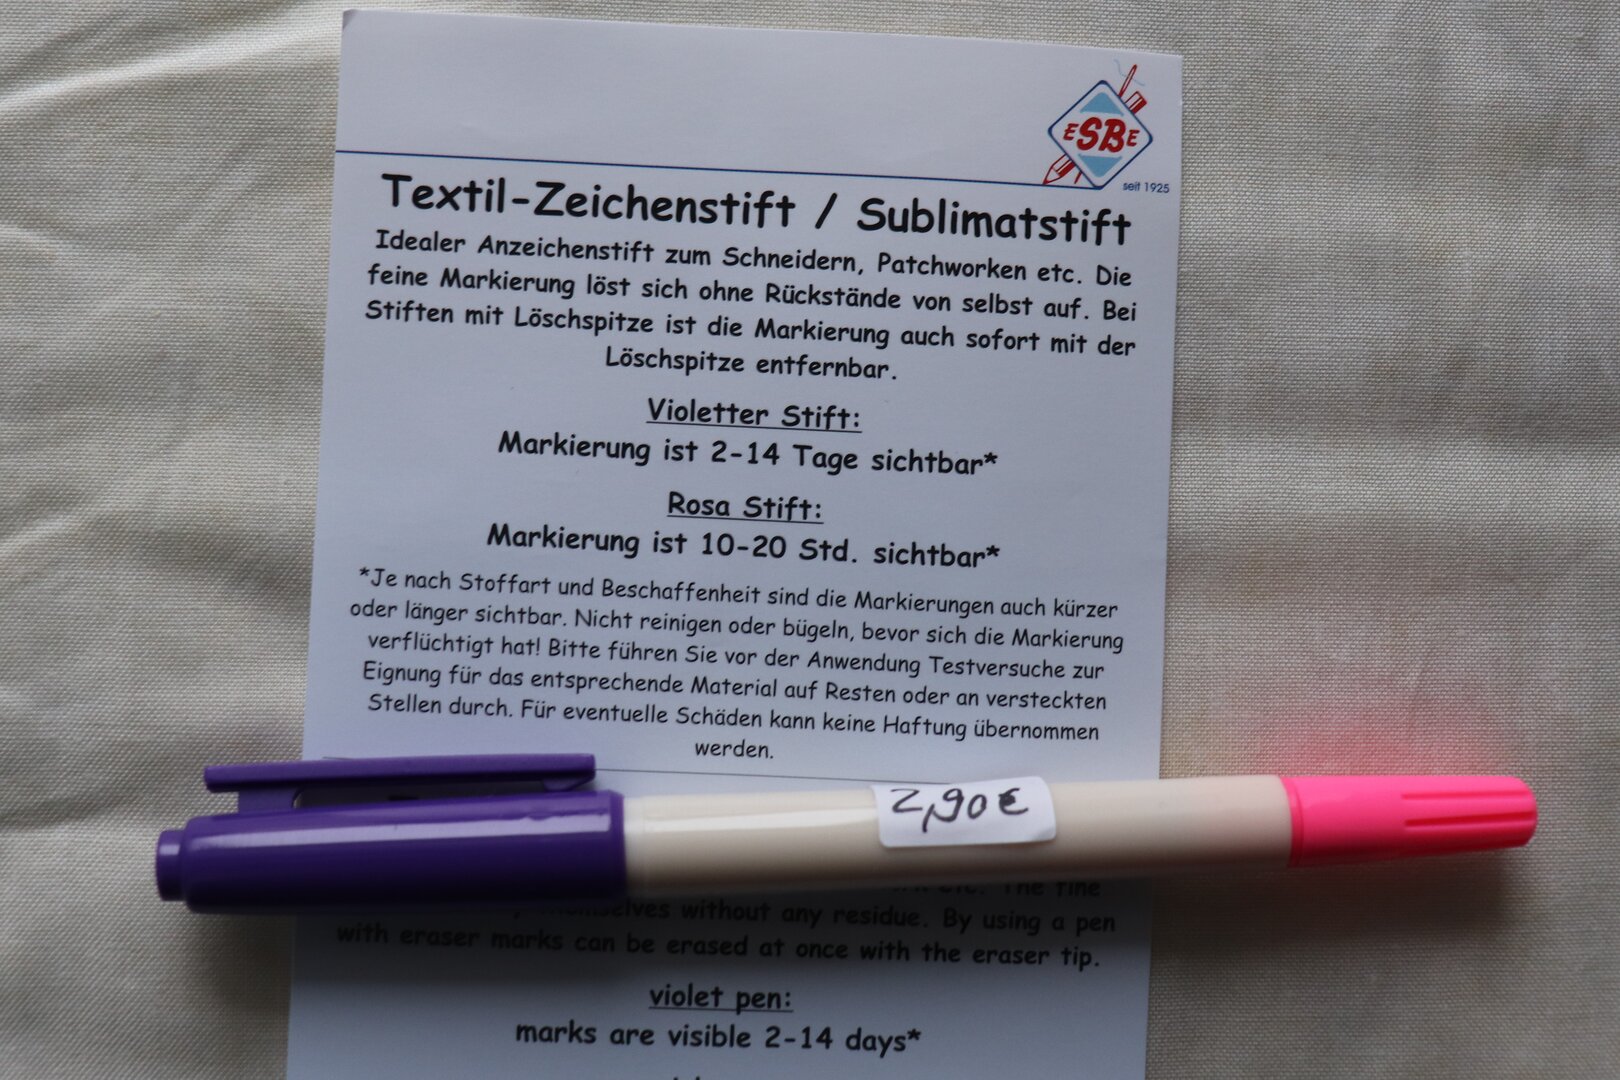 ESBE
seit 1925
Textil-Zeichenstift / Sublimatstift
Idealer Anzeichenstift zum Schneidern, Patchworken etc. Die
feine Markierung löst sich ohne Rückstände von selbst auf. Bei
Stiften mit Löschspitze ist die Markierung auch sofort mit der
Löschspitze entfernbar.
Violetter Stift:
Markierung ist 2-14 Tage sichtbar*
Rosa Stift:
Markierung ist 10-20 Std. sichtbar*
*Je nach Stoffart und Beschaffenheit sind die Markierungen auch kürzer
oder länger sichtbar. Nicht reinigen oder bügeln, bevor sich die Markierung
verflüchtigt hat! Bitte führen Sie vor der Anwendung Testversuche zur
Eignung für das entsprechende Material auf Resten oder an versteckten
Stellen durch. Für eventuelle Schäden kann keine Haftung übernommen
werden.
2,90€
etc. The fine
themselves without any residue. By using a pen
with eraser marks can be erased at once with the eraser tip.
violet pen:
marks are visible 2-14 days*